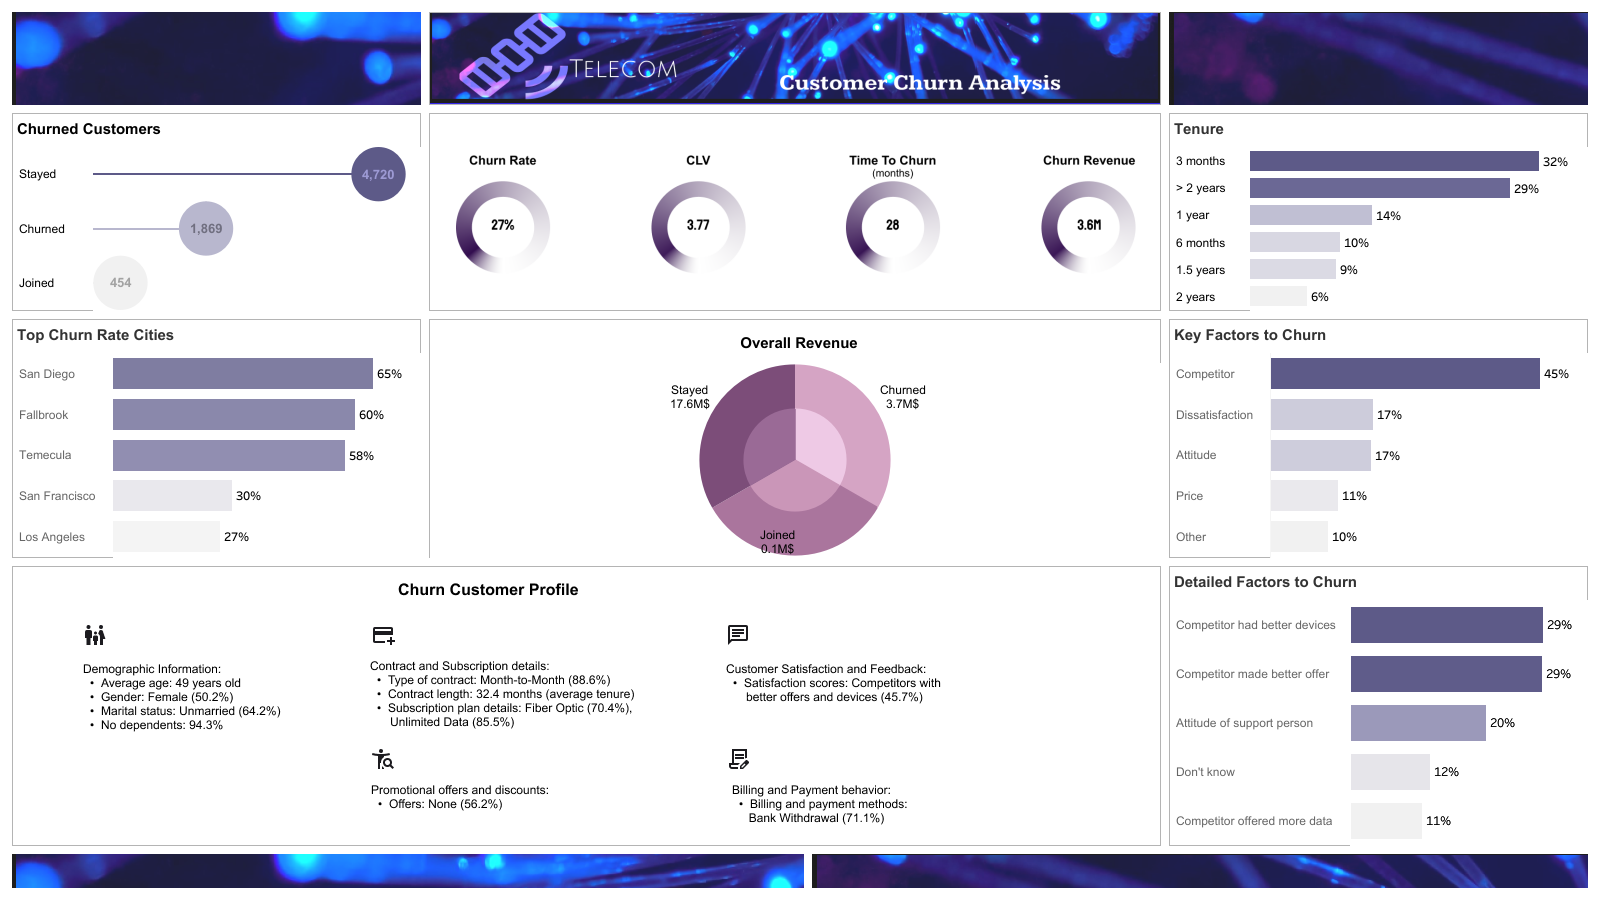 TELECOM
Customer Churn Analysis
Churned Customers
Stayed
4,720
Churned
1,869
Joined
454
Churn Rate
27%
CLV
3.77
Time To Churn
(months)
28
Churn Revenue
3.6M
Tenure
3 months
32%
> 2 years
29%
1 year
14%
6 months
10%
1.5 years
9%
2 years
6%
Top Churn Rate Cities
San Diego
65%
Fallbrook
60%
Temecula
58%
San Francisco
30%
Los Angeles
27%
Overall Revenue
Stayed
17.6M$
Churned
3.7M$
Joined
0.1M$
Key Factors to Churn
Competitor
45%
Dissatisfaction
17%
Attitude
17%
Price
11%
Other
10%
Churn Customer Profile
Demographic Information:
• Average age: 49 years old
• Gender: Female (50.2%)
• Marital status: Unmarried (64.2%)
• No dependents: 94.3%
Contract and Subscription details:
• Type of contract: Month-to-Month (88.6%)
• Contract length: 32.4 months (average tenure)
• Subscription plan details: Fiber Optic (70.4%),
Unlimited Data (85.5%)
Customer Satisfaction and Feedback:
• Satisfaction scores: Competitors with
better offers and devices (45.7%)
Promotional offers and discounts:
• Offers: None (56.2%)
Billing and Payment behavior:
• Billing and payment methods:
Bank Withdrawal (71.1%)
Detailed Factors to Churn
Competitor had better devices
29%
Competitor made better offer
29%
Attitude of support person
20%
Don't know
12%
Competitor offered more data
11%